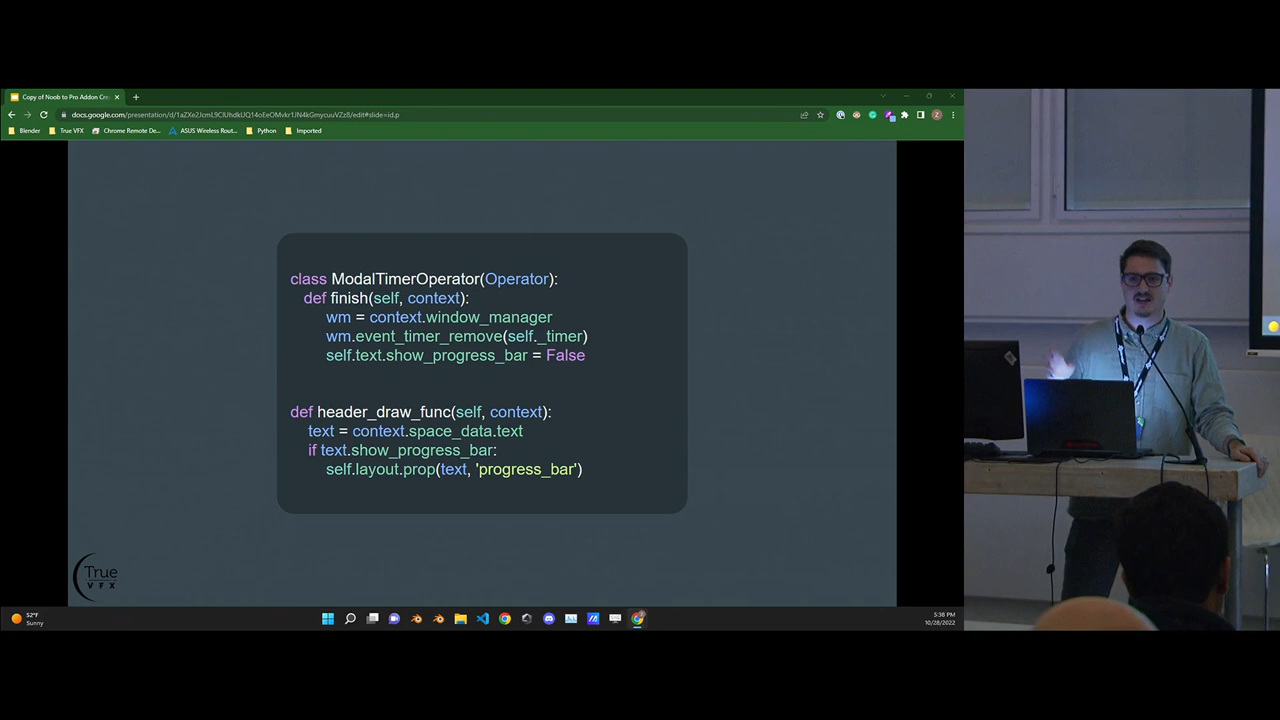 Copy of Noob to Pro Addon Cre
docs.google.com/presentation/d/1aZXe2JcmL9ClUhdkUQ14oEeOMvkr1JN4kGmycuuVZz8/edit#slide=id.p
Blender
True VFX
Chrome Remote De...
ASUS Wireless Rout...
Python
Imported
class ModalTimerOperator(Operator):
def finish(self, context):
wm = context.window_manager
wm.event_timer_remove(self._timer)
self.text.show_progress_bar = False
def header_draw_func(self, context):
text = context.space_data.text
if text.show_progress_bar:
self.layout.prop(text, 'progress_bar')
True
VFX
52°F
Sunny
5:38 PM
10/28/2022